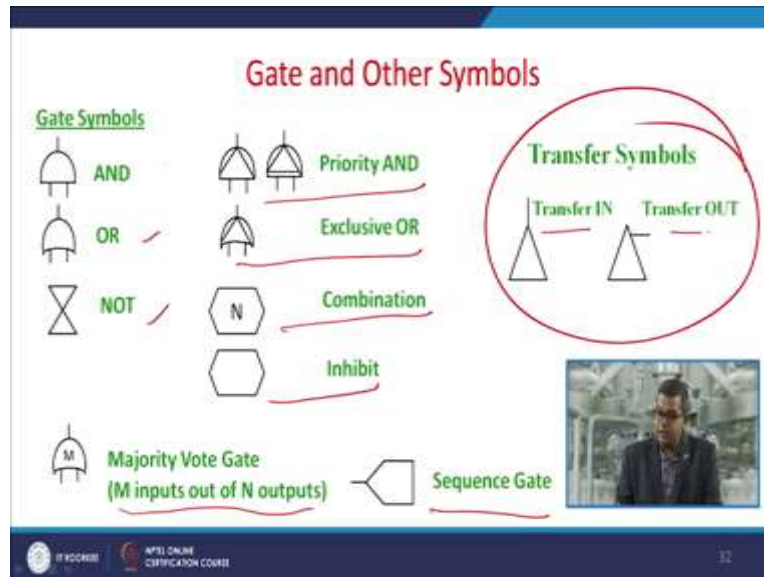 Gate and Other Symbols
Gate Symbols
AND
OR
NOT
Priority AND
Exclusive OR
N
Combination
Inhibit
Transfer Symbols
Transfer IN
Transfer OUT
M
Majority Vote Gate
(M inputs out of N outputs)
Sequence Gate
IIT ROORKEE
NPTEL ONLINE
CERTIFICATION COURSE
32